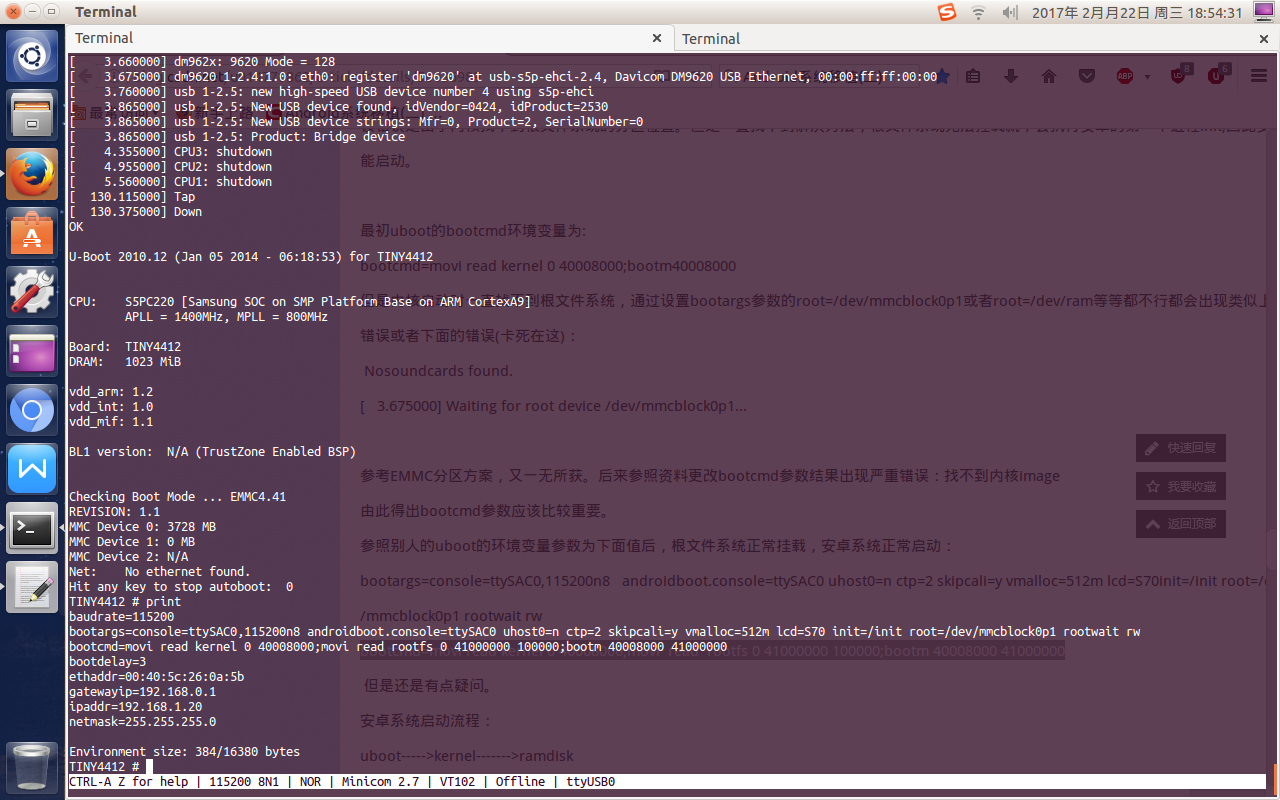 Terminal
2017年 2月月22日 周三 18:54:31
Terminal
Terminal
[    3.660000] dm962x: 9620 Mode = 128
[    3.675000] dm9620 1-2.4:1.0: eth0: register 'dm9620' at usb-s5p-ehci-2.4, Davicom DM9620 USB Ethernet, 00:00:ff:ff:00:00
[    3.760000] usb 1-2.5: new high-speed USB device number 4 using s5p-ehci
[    3.865000] usb 1-2.5: New USB device found, idVendor=0424, idProduct=2530
[    3.865000] usb 1-2.5: New USB device strings: Mfr=0, Product=2, SerialNumber=0
[    3.865000] usb 1-2.5: Product: Bridge device
[    4.355000] CPU3: shutdown
[    4.955000] CPU2: shutdown
[    5.560000] CPU1: shutdown
[  130.115000] Tap
[  130.375000] Down
OK
U-Boot 2010.12 (Jan 05 2014 - 06:18:53) for TINY4412
CPU:    S5PC220 [Samsung SOC on SMP Platform Base on ARM CortexA9]
        APLL = 1400MHz, MPLL = 800MHz
Board:  TINY4412
DRAM:   1023 MiB
vdd_arm: 1.2
vdd_int: 1.0
vdd_mif: 1.1
BL1 version:  N/A (TrustZone Enabled BSP)
Checking Boot Mode ... EMMC4.41
REVISION: 1.1
MMC Device 0: 3728 MB
MMC Device 1: 0 MB
MMC Device 2: N/A
Net:    No ethernet found.
Hit any key to stop autoboot:  0
TINY4412 # print
baudrate=115200
bootargs=console=ttySAC0,115200n8 androidboot.console=ttySAC0 uhost0=n ctp=2 skipcali=y vmalloc=512m lcd=S70 init=/init root=/dev/mmcblock0p1 rootwait rw
bootcmd=movi read kernel 0 40008000;movi read rootfs 0 41000000 100000;bootm 40008000 41000000
bootdelay=3
ethaddr=00:40:5c:26:0a:5b
gatewayip=192.168.0.1
ipaddr=192.168.1.20
netmask=255.255.255.0
Environment size: 384/16380 bytes
TINY4412 #
CTRL-A Z for help | 115200 8N1 | NOR | Minicom 2.7 | VT102 | Offline | ttyUSB0
能启动。
最初uboot的bootcmd环境变量为:
bootcmd=movi read kernel 0 40008000;bootm40008000
到根文件系统，通过设置bootargs参数的root=/dev/mmcblock0p1或者root=/dev/ram等等都不行都会出现类似上
错误或者下面的错误(卡死在这)：
Nosoundcards found.
[   3.675000] Waiting for root device /dev/mmcblock0p1...
参考EMMC分区方案，又一无所获。后来参照资料更改bootcmd参数结果出现严重错误：找不到内核image
由此得出bootcmd参数应该比较重要。
参照别人的uboot的环境变量参数为下面值后，根文件系统正常挂载，安卓系统正常启动：
bootargs=console=ttySAC0,115200n8   androidboot.console=ttySAC0 uhost0=n ctp=2 skipcali=y vmalloc=512m lcd=S70init=/init root=/
/mmcblock0p1 rootwait rw
但是还是有点疑问。
安卓系统启动流程：
uboot----->kernel------->ramdisk
快速回复
我要收藏
返回顶部